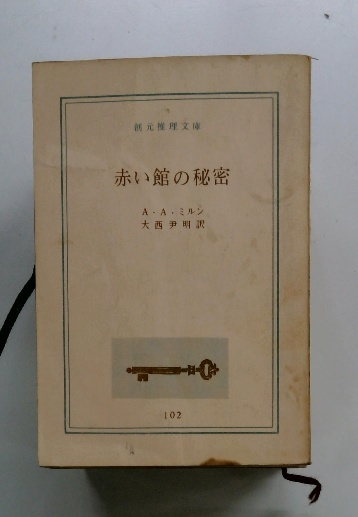 創元推理文庫
赤い館の秘密
A・A・ミルン
大西尹明訳
102